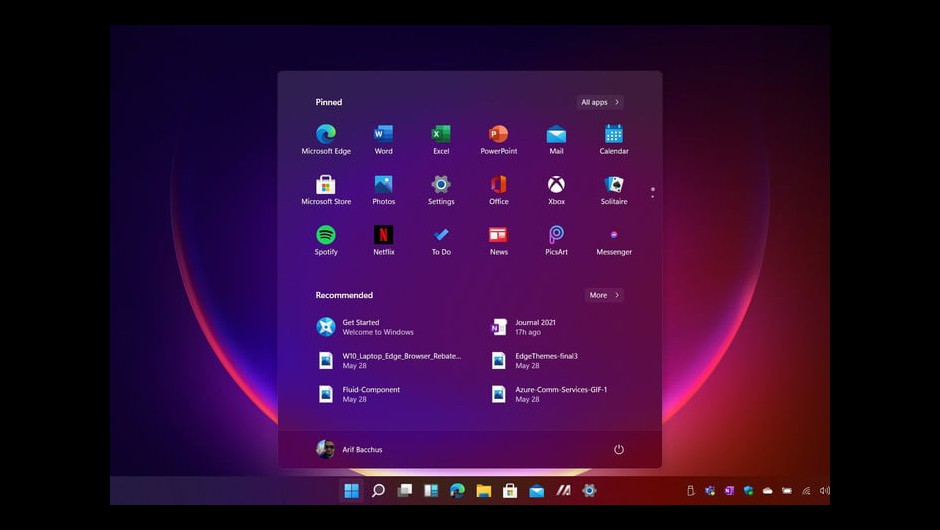 Pinned
All apps
Microsoft Edge
Word
Excel
PowerPoint
Mail
Calendar
Microsoft Store
Photos
Settings
Office
Xbox
Solitaire
Spotify
Netflix
To Do
News
PicsArt
Messenger
Recommended
More
Get Started
Welcome to Windows
Journal 2021
17h ago
W10_Laptop_Edge_Browser_Rebate...
May 28
EdgeThemes-final3
May 28
Fluid-Component
May 28
Azure-Comm-Services-GIF-1
May 28
Arif Bacchus